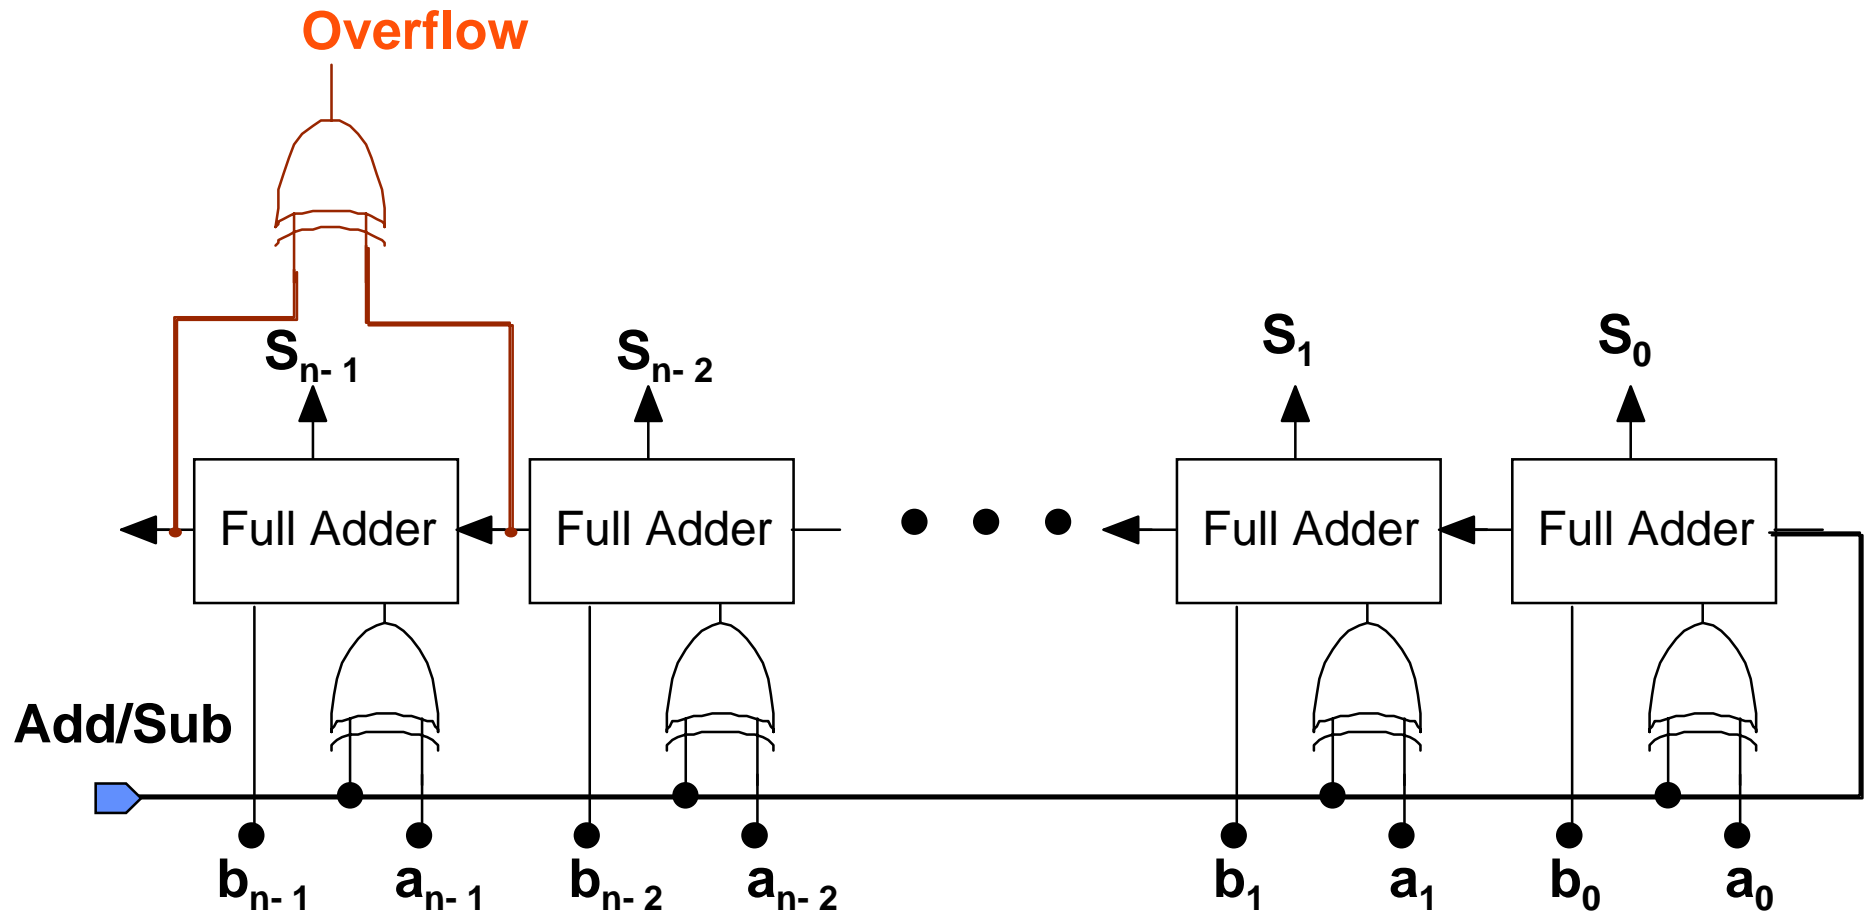 Overflow
Sn- 1 Sn- 2 S1 S0
Full Adder Full Adder Full Adder Full Adder
Add/Sub
bn- 1 an- 1 bn- 2 an- 2 b1 a1 b0 a0